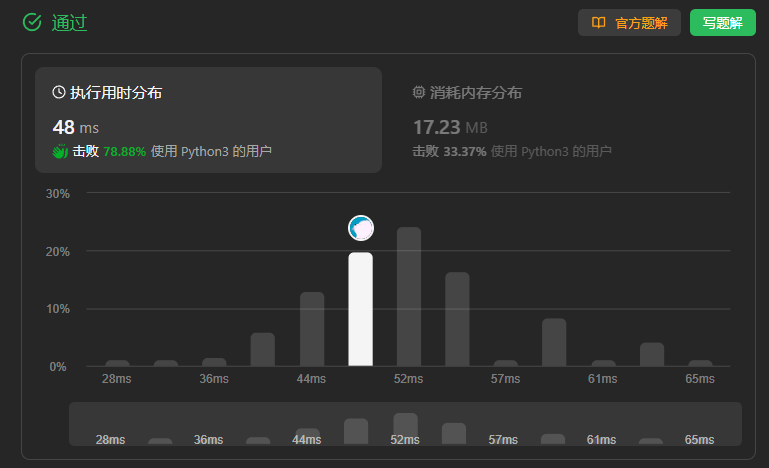 通过
官方题解
写题解
执行用时分布
48 ms
击败 78.88% 使用 Python3 的用户
消耗内存分布
17.23 MB
击败 33.37% 使用 Python3 的用户
30%
20%
10%
0%
28ms 36ms 44ms 52ms 57ms 61ms 65ms
28ms 36ms 44ms 52ms 57ms 61ms 65ms